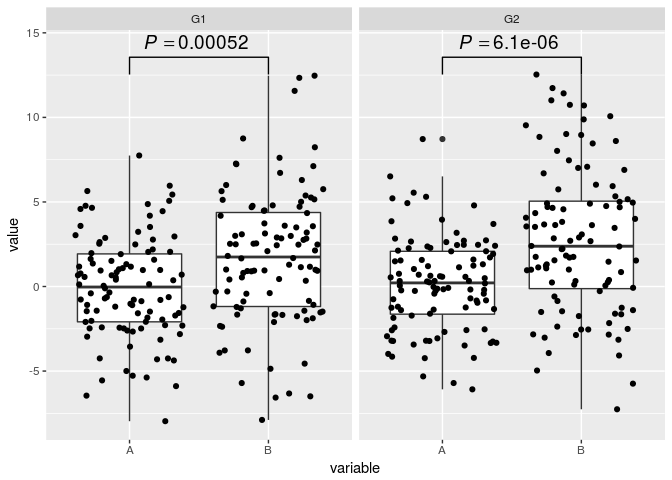 G1
G2
P = 0.00052
P = 6.1e-06
15
10
5
0
-5
value
A
B
A
B
variable